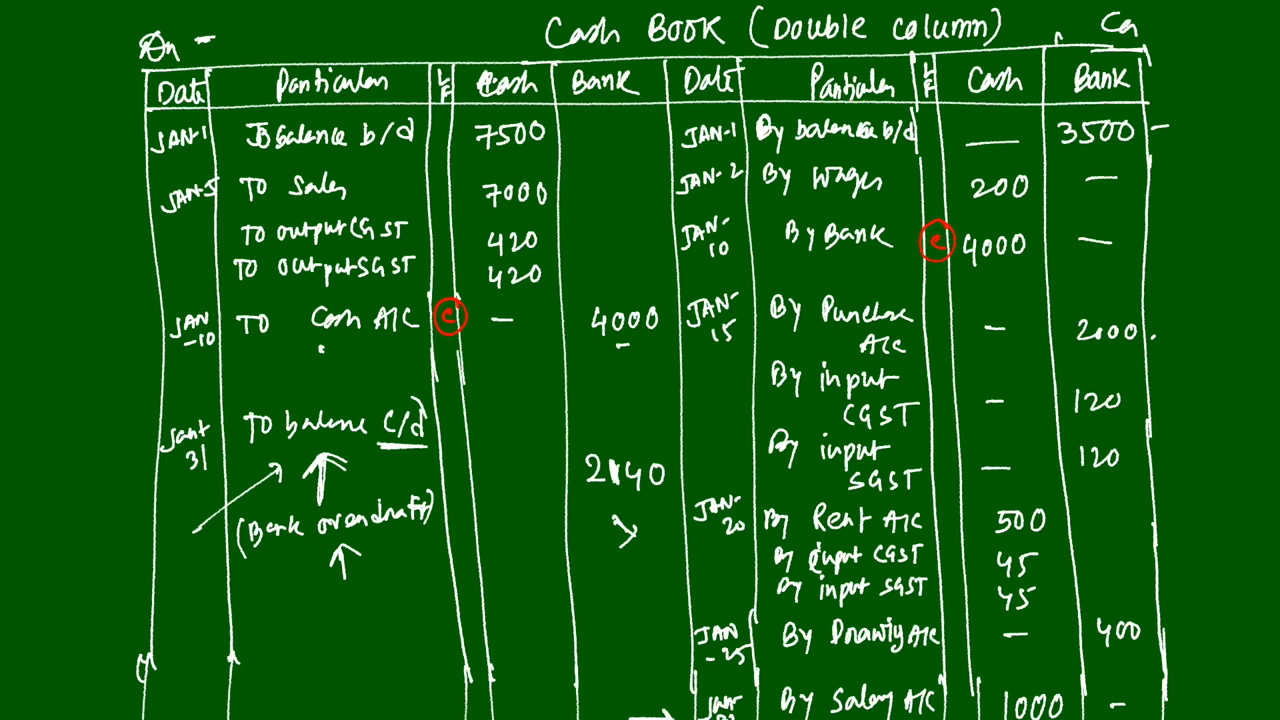 Dr - Cash BOOK (Double column) Cr
Date Particulars LF Cash Bank Date Particulars LF Cash Bank
JAN-1 To balance b/d 7500 JAN-1 By balance b/d — 3500 -
JAN-5 TO Sales 7000 JAN-2 By Wages 200 —
TO output CGST 420 JAN-10 By Bank C 4000 —
TO output SGST 420
JAN-10 TO Cash A/C C — 4000 JAN-15 By Purchase A/C — 2000
By input CGST — 120
Jan 31 TO balance C/d 2140 By input SGST — 120
(Bank overdraft) JAN-20 By Rent A/C 500
By input CGST 45
By input SGST 45
JAN-25 By Drawing A/C — 400
By Salary A/C 1000 -